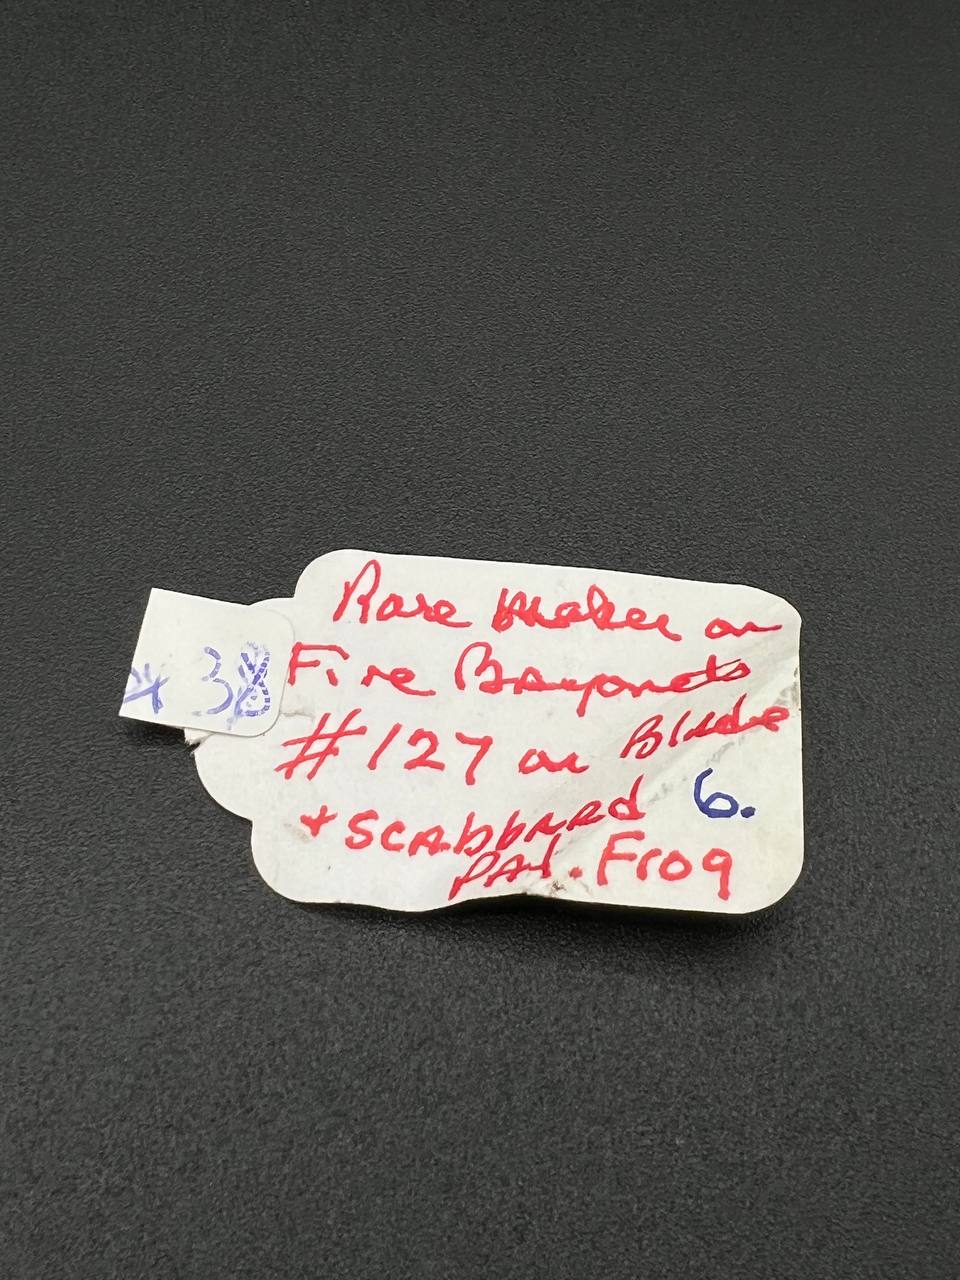 Rare maker on
Fire Bayonets
#127 on Blade
+ Scabbard 6.
PAT. Frog
38